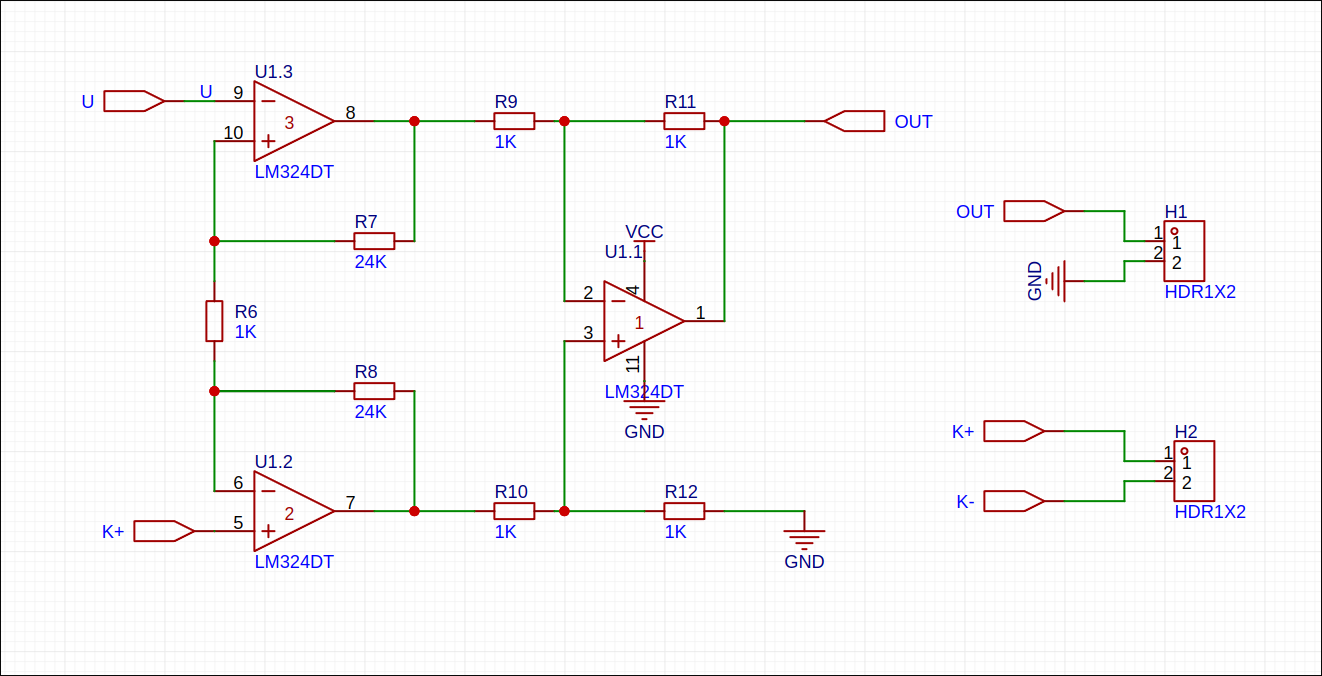 U1.3
U
U
9
10
3
8
LM324DT
R9
1K
R11
1K
OUT
R7
24K
R6
1K
R8
24K
VCC
U1.1
4
2
3
1
1
11
LM324DT
GND
U1.2
6
5
2
7
K+
LM324DT
R10
1K
R12
1K
GND
OUT
GND
H1
1
2
1
2
HDR1X2
K+
K-
H2
1
2
1
2
HDR1X2